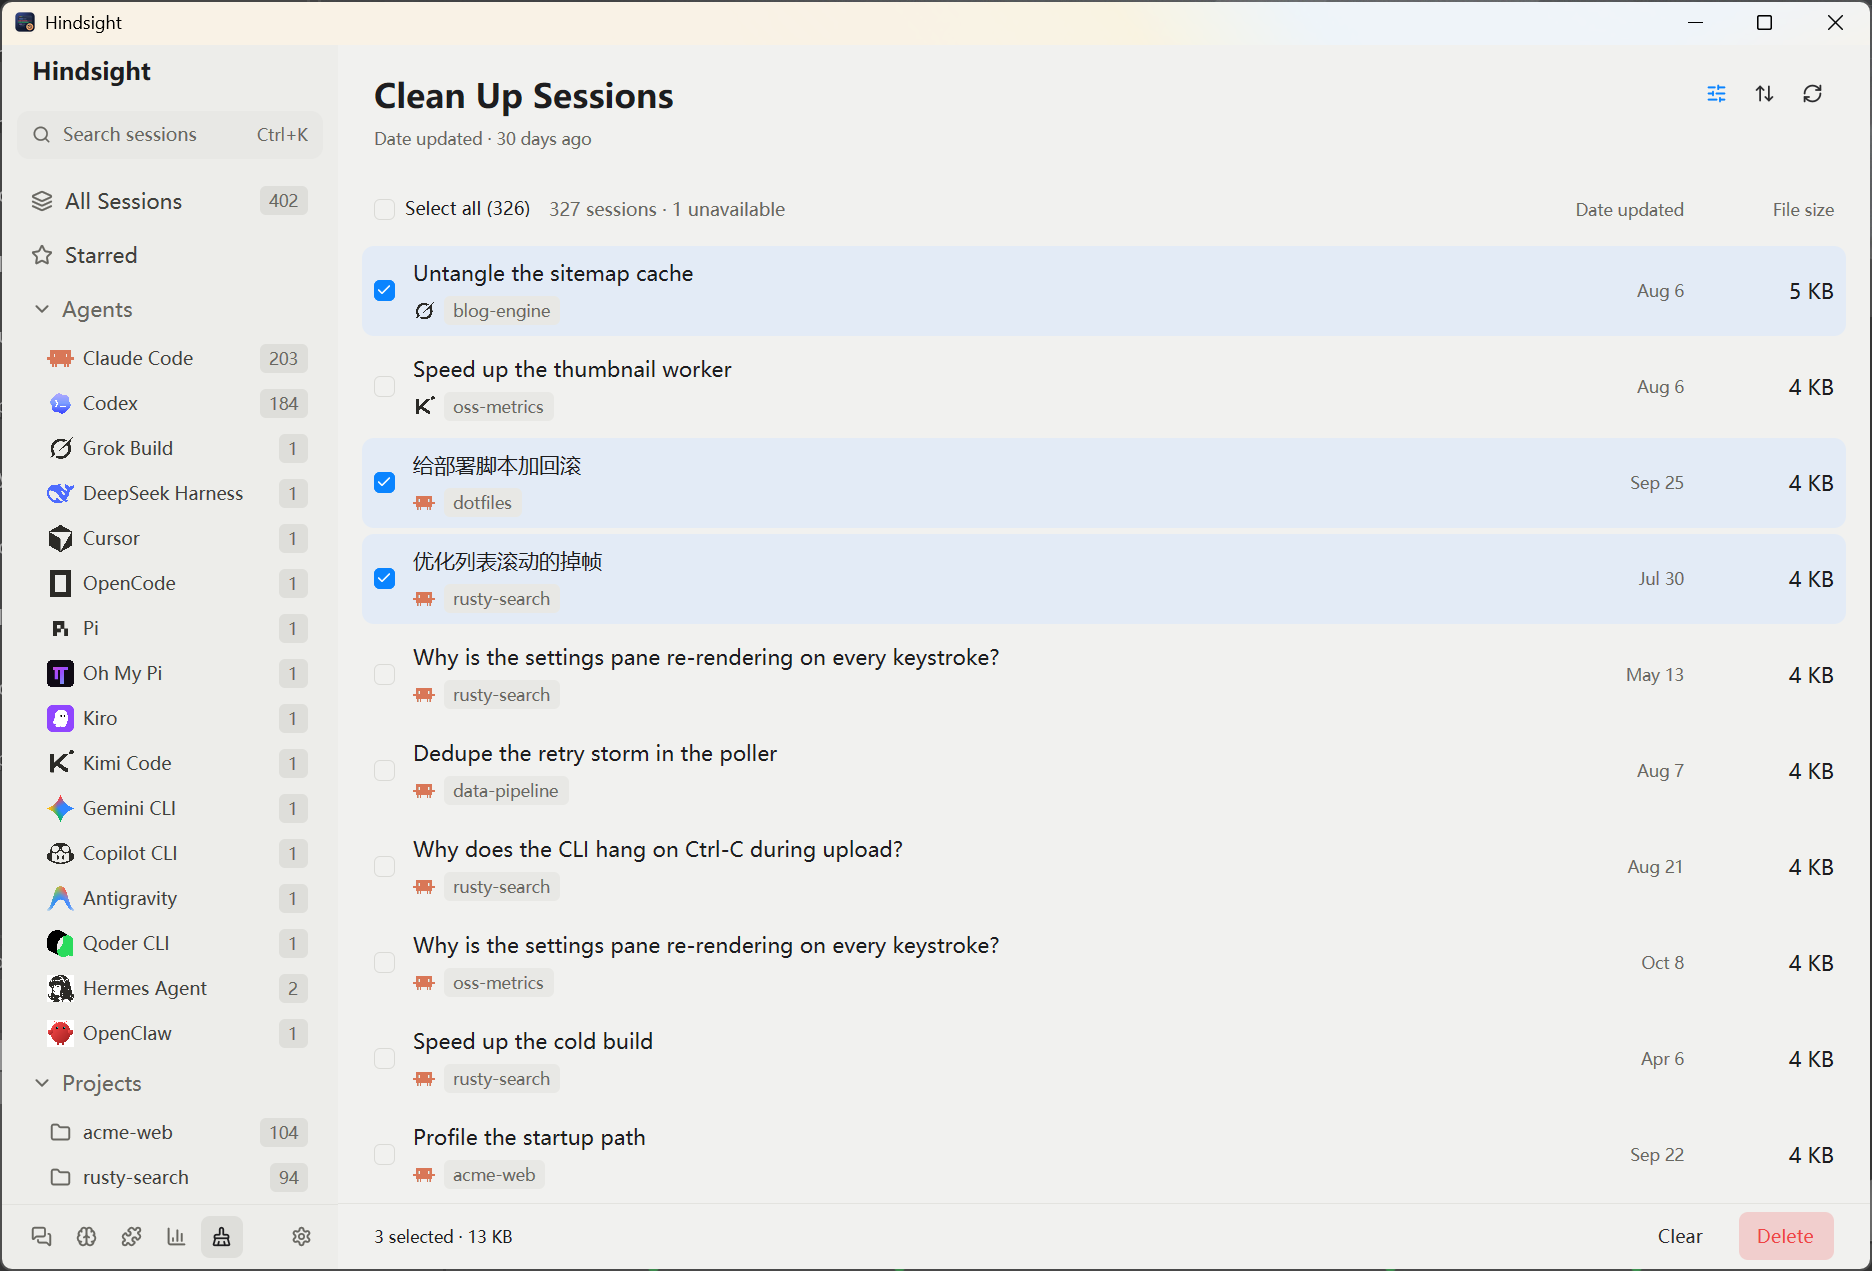 Hindsight
Hindsight
Search sessions Ctrl+K
All Sessions 402
Starred
Agents
Claude Code 203
Codex 184
Grok Build 1
DeepSeek Harness 1
Cursor 1
OpenCode 1
Pi 1
Oh My Pi 1
Kiro 1
Kimi Code 1
Gemini CLI 1
Copilot CLI 1
Antigravity 1
Qoder CLI 1
Hermes Agent 2
OpenClaw 1
Projects
acme-web 104
rusty-search 94
Clean Up Sessions
Date updated · 30 days ago
Select all (326) 327 sessions · 1 unavailable Date updated File size
Untangle the sitemap cache
blog-engine
Aug 6 5 KB
Speed up the thumbnail worker
oss-metrics
Aug 6 4 KB
给部署脚本加回滚
dotfiles
Sep 25 4 KB
优化列表滚动的掉帧
rusty-search
Jul 30 4 KB
Why is the settings pane re-rendering on every keystroke?
rusty-search
May 13 4 KB
Dedupe the retry storm in the poller
data-pipeline
Aug 7 4 KB
Why does the CLI hang on Ctrl-C during upload?
rusty-search
Aug 21 4 KB
Why is the settings pane re-rendering on every keystroke?
oss-metrics
Oct 8 4 KB
Speed up the cold build
rusty-search
Apr 6 4 KB
Profile the startup path
acme-web
Sep 22 4 KB
3 selected · 13 KB Clear Delete